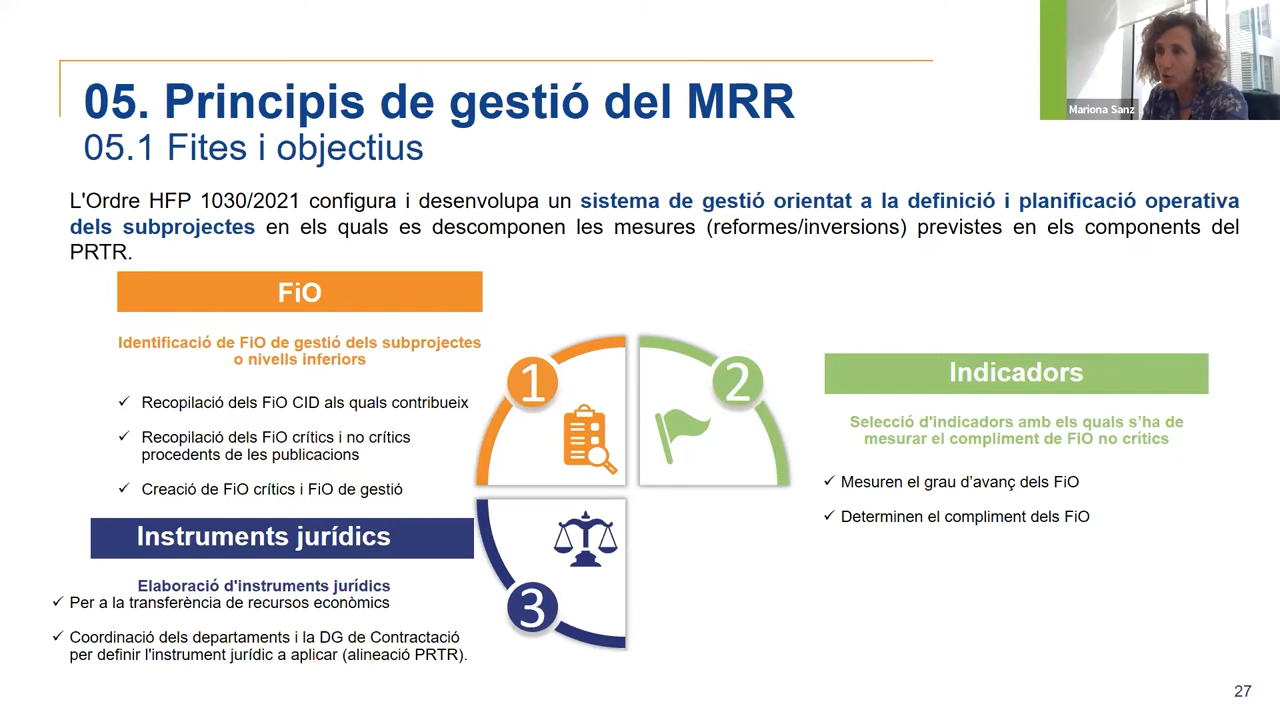 05. Principis de gestió del MRR
05.1 Fites i objectius
Mariona Sanz
L'Ordre HFP 1030/2021 configura i desenvolupa un sistema de gestió orientat a la definició i planificació operativa
dels subprojectes en els quals es descomponen les mesures (reformes/inversions) previstes en els components del
PRTR.
FiO
Identificació de FiO de gestió dels subprojectes
o nivells inferiors
✓ Recopilació dels FiO CID als quals contribueix
✓ Recopilació dels FiO crítics i no crítics
procedents de les publicacions
✓ Creació de FiO crítics i FiO de gestió
1
2
Indicadors
Selecció d'indicadors amb els quals s’ha de
mesurar el compliment de FiO no crítics
✓ Mesuren el grau d’avanç dels FiO
✓ Determinen el compliment dels FiO
Instruments jurídics
Elaboració d'instruments jurídics
✓ Per a la transferència de recursos econòmics
✓ Coordinació dels departaments i la DG de Contractació
per definir l'instrument jurídic a aplicar (alineació PRTR).
3
27